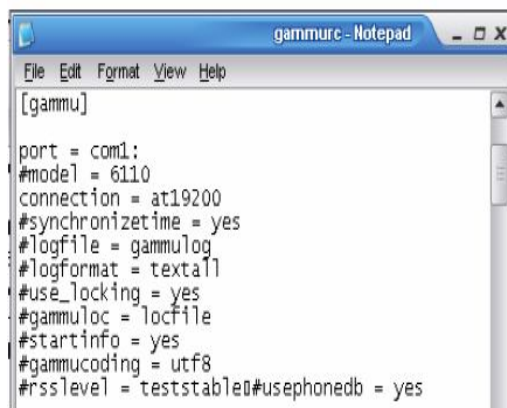 gammurc - Notepad
File Edit Format View Help
[gammu]
port = com1:
#model = 6110
connection = at19200
#synchronizetime = yes
#logfile = gammulog
#logformat = textall
#use_locking = yes
#gammuloc = locfile
#startinfo = yes
#gammucoding = utf8
#rsslevel = teststable▯#usephonedb = yes